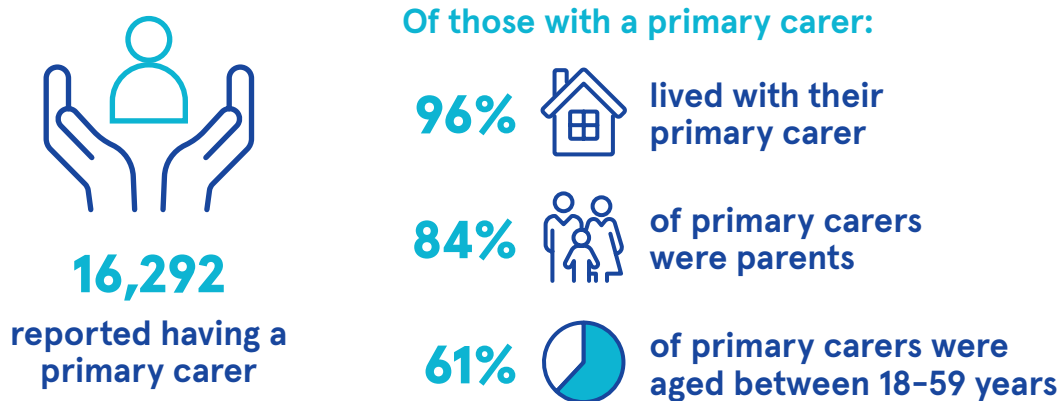 16,292
reported having a
primary carer
Of those with a primary carer:
96%
lived with their
primary carer
84%
of primary carers
were parents
61%
of primary carers were
aged between 18–59 years